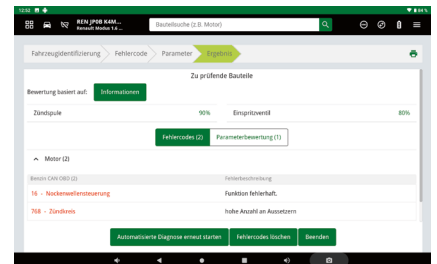 12:52
94 %
REN JP0B K4M...
Renault Modus 1.6 ...
Bauteilsuche (z.B. Motor)
Fahrzeugidentifizierung
Fehlercode
Parameter
Ergebnis
Zu prüfende Bauteile
Bewertung basiert auf:
Informationen
Zündspule 90% Einspritzventil 80%
Fehlercodes (2) Parameterbewertung (1)
Motor (2)
Benzin CAN OBD (2) Fehlerbeschreibung
16 - Nockenwellensteuerung Funktion fehlerhaft.
768 - Zündkreis hohe Anzahl an Aussetzern
Automatisierte Diagnose erneut starten Fehlercodes löschen Beenden